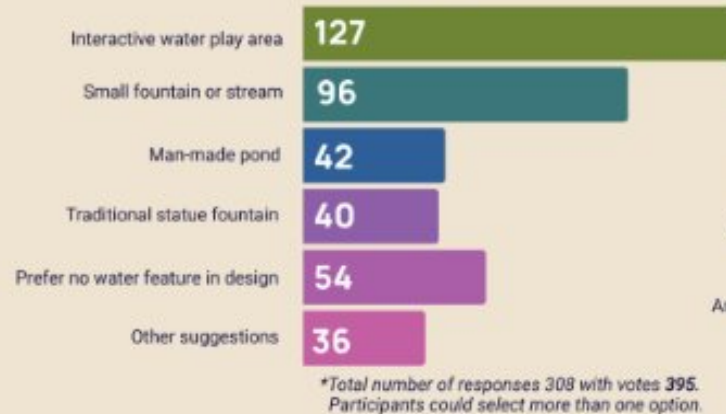 Interactive water play area 127
Small fountain or stream 96
Man-made pond 42
Traditional statue fountain 40
Prefer no water feature in design 54
Other suggestions 36
*Total number of responses 308 with votes 395.
Participants could select more than one option.